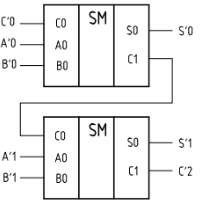 C'0 C0 SM S0 S'0
A'0 A0
B'0 B0 C1
C0 SM S0 S'1
A'1 A0
B'1 B0 C1 C'2